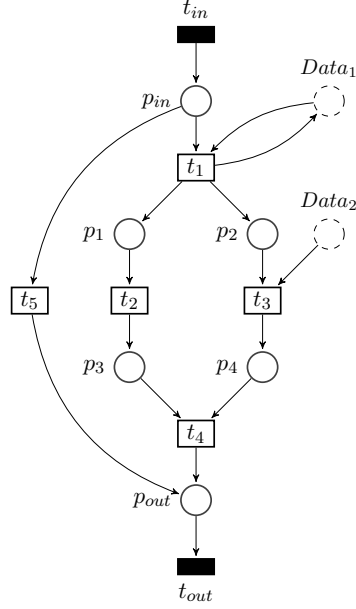 t_in
Data_1
p_in
t_1
Data_2
p_1
p_2
t_5
t_2
t_3
p_3
p_4
t_4
p_out
t_out